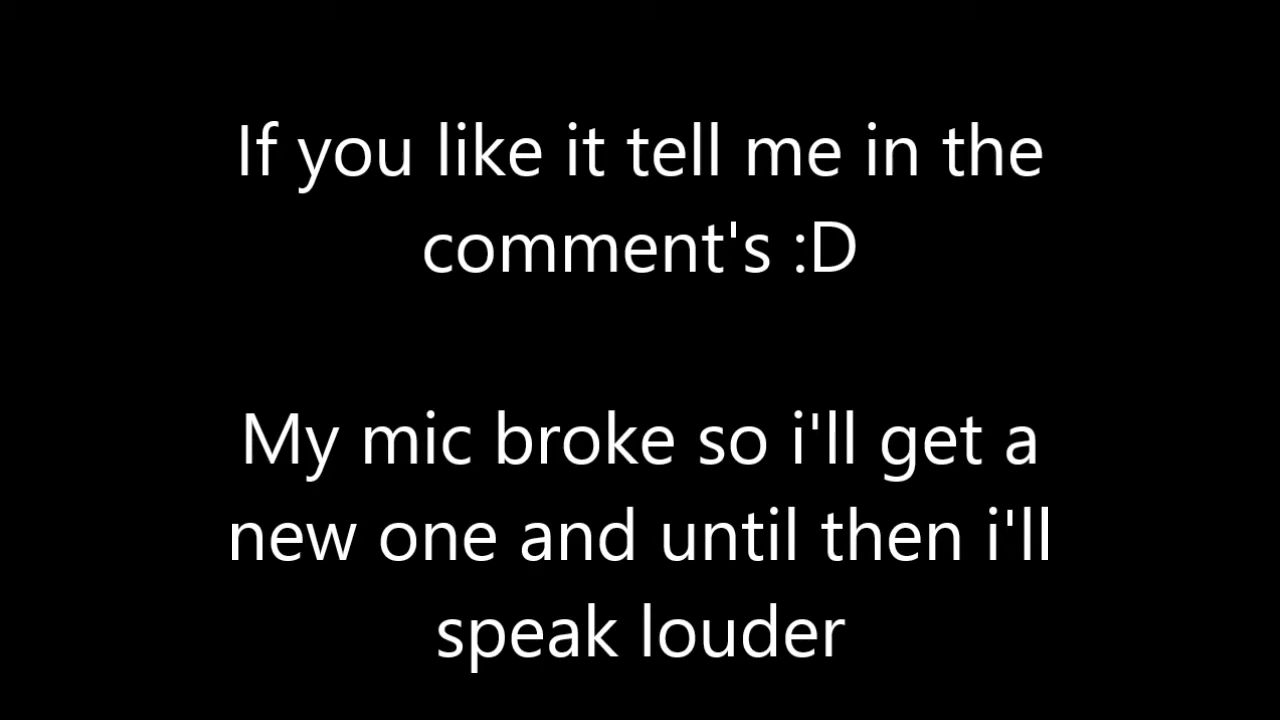 If you like it tell me in the
comment's :D
My mic broke so i'll get a
new one and until then i'll
speak louder